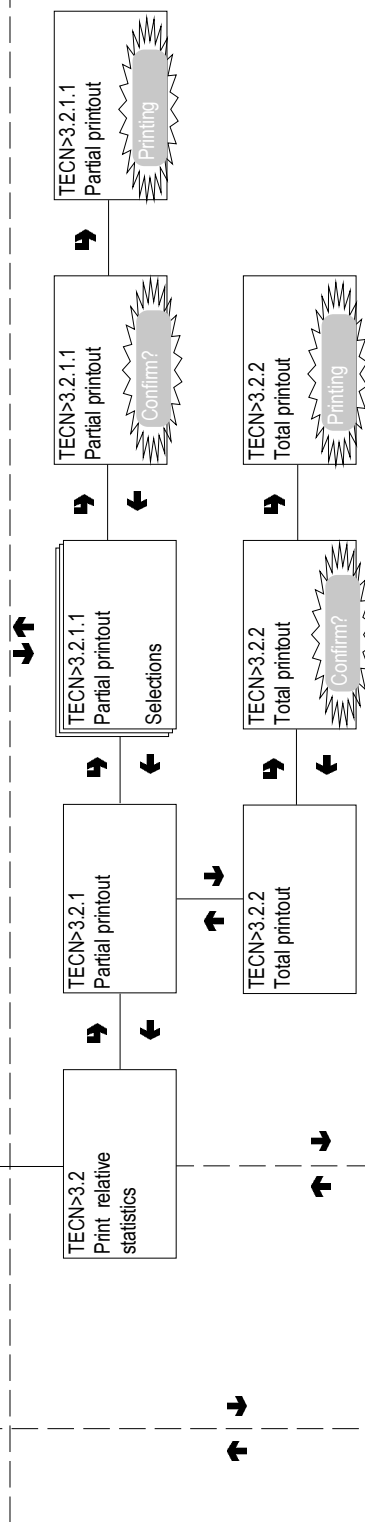 TECN>3.2
Print relative
statistics
TECN>3.2.1
Partial printout
TECN>3.2.1.1
Partial printout
Selections
TECN>3.2.1.1
Partial printout
Confirm?
TECN>3.2.1.1
Partial printout
Printing
TECN>3.2.2
Total printout
TECN>3.2.2
Total printout
Confirm?
TECN>3.2.2
Total printout
Printing